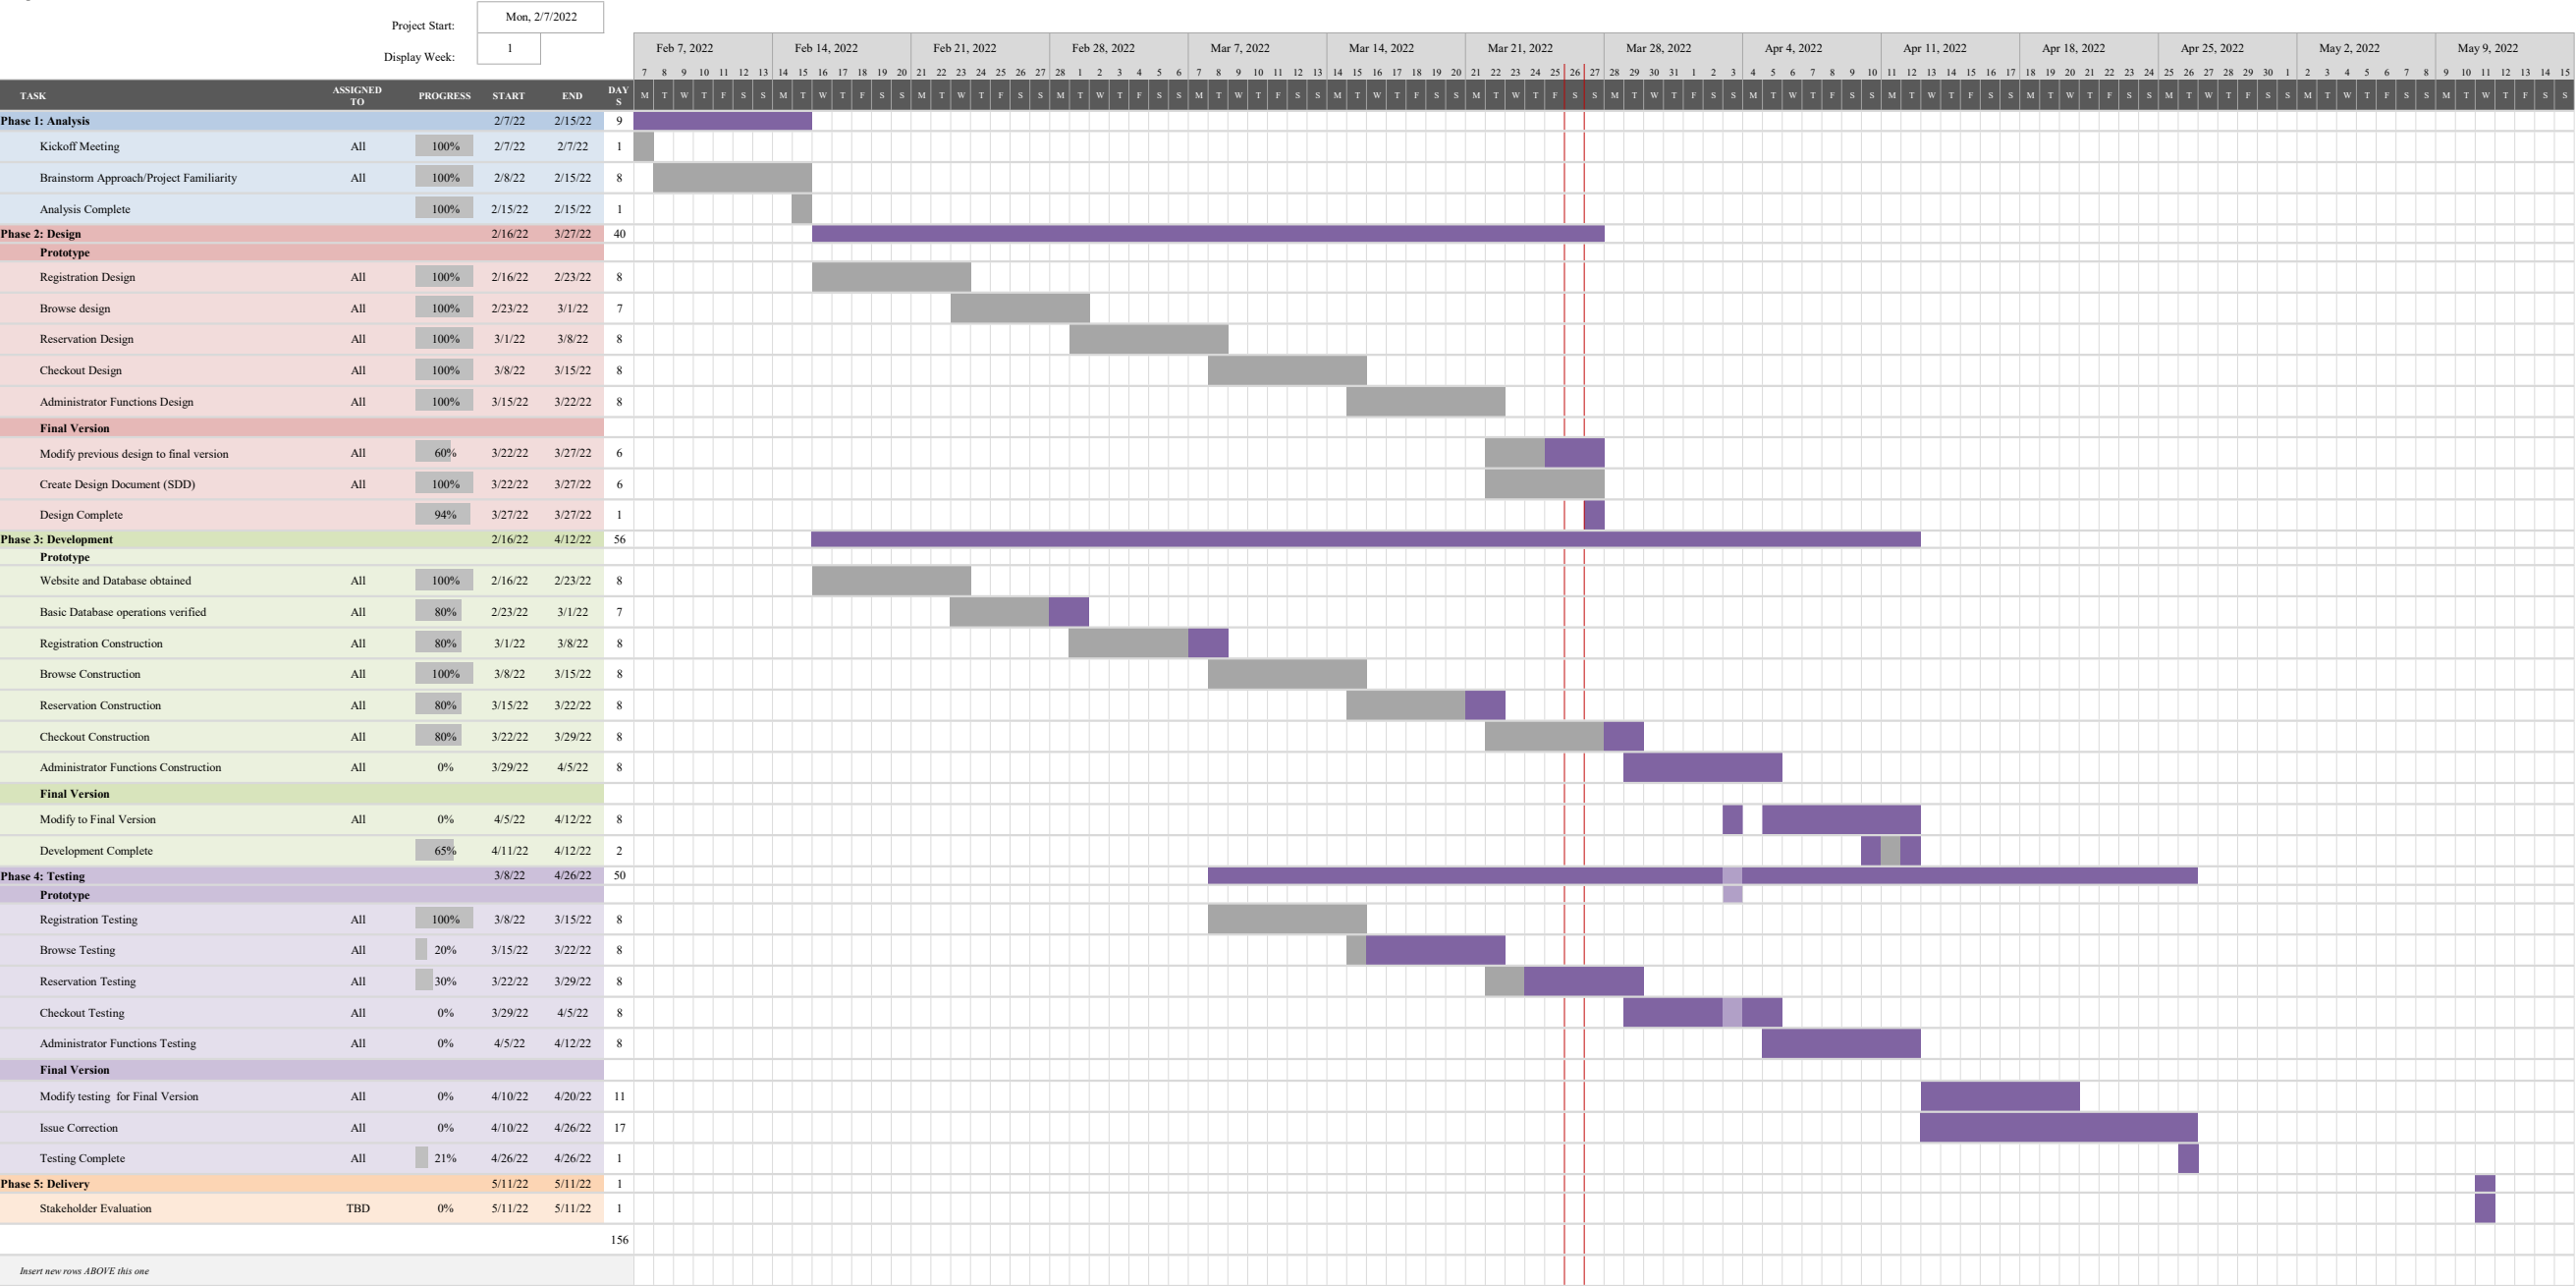 Project Start: Mon, 2/7/2022
Display Week: 1
Feb 7, 2022 Feb 14, 2022 Feb 21, 2022 Feb 28, 2022 Mar 7, 2022 Mar 14, 2022 Mar 21, 2022 Mar 28, 2022 Apr 4, 2022 Apr 11, 2022 Apr 18, 2022 Apr 25, 2022 May 2, 2022 May 9, 2022
7 8 9 10 11 12 13 14 15 16 17 18 19 20 21 22 23 24 25 26 27 28 1 2 3 4 5 6 7 8 9 10 11 12 13 14 15 16 17 18 19 20 21 22 23 24 25 26 27 28 29 30 31 1 2 3 4 5 6 7 8 9 10 11 12 13 14 15 16 17 18 19 20 21 22 23 24 25 26 27 28 29 30 1 2 3 4 5 6 7 8 9 10 11 12 13 14 15
TASK ASSIGNED TO PROGRESS START END DAYS M T W T F S S M T W T F S S M T W T F S S M T W T F S S M T W T F S S M T W T F S S M T W T F S S M T W T F S S M T W T F S S M T W T F S S M T W T F S S M T W T F S S M T W T F S S M T W T F S S
Phase 1: Analysis 2/7/22 2/15/22 9
Kickoff Meeting All 100% 2/7/22 2/7/22 1
Brainstorm Approach/Project Familiarity All 100% 2/8/22 2/15/22 8
Analysis Complete 100% 2/15/22 2/15/22 1
Phase 2: Design 2/16/22 3/27/22 40
Prototype
Registration Design All 100% 2/16/22 2/23/22 8
Browse design All 100% 2/23/22 3/1/22 7
Reservation Design All 100% 3/1/22 3/8/22 8
Checkout Design All 100% 3/8/22 3/15/22 8
Administrator Functions Design All 100% 3/15/22 3/22/22 8
Final Version
Modify previous design to final version All 60% 3/22/22 3/27/22 6
Create Design Document (SDD) All 100% 3/22/22 3/27/22 6
Design Complete 94% 3/27/22 3/27/22 1
Phase 3: Development 2/16/22 4/12/22 56
Prototype
Website and Database obtained All 100% 2/16/22 2/23/22 8
Basic Database operations verified All 80% 2/23/22 3/1/22 7
Registration Construction All 80% 3/1/22 3/8/22 8
Browse Construction All 100% 3/8/22 3/15/22 8
Reservation Construction All 80% 3/15/22 3/22/22 8
Checkout Construction All 80% 3/22/22 3/29/22 8
Administrator Functions Construction All 0% 3/29/22 4/5/22 8
Final Version
Modify to Final Version All 0% 4/5/22 4/12/22 8
Development Complete 65% 4/11/22 4/12/22 2
Phase 4: Testing 3/8/22 4/26/22 50
Prototype
Registration Testing All 100% 3/8/22 3/15/22 8
Browse Testing All 20% 3/15/22 3/22/22 8
Reservation Testing All 30% 3/22/22 3/29/22 8
Checkout Testing All 0% 3/29/22 4/5/22 8
Administrator Functions Testing All 0% 4/5/22 4/12/22 8
Final Version
Modify testing for Final Version All 0% 4/10/22 4/20/22 11
Issue Correction All 0% 4/10/22 4/26/22 17
Testing Complete All 21% 4/26/22 4/26/22 1
Phase 5: Delivery 5/11/22 5/11/22 1
Stakeholder Evaluation TBD 0% 5/11/22 5/11/22 1
156
Insert new rows ABOVE this one